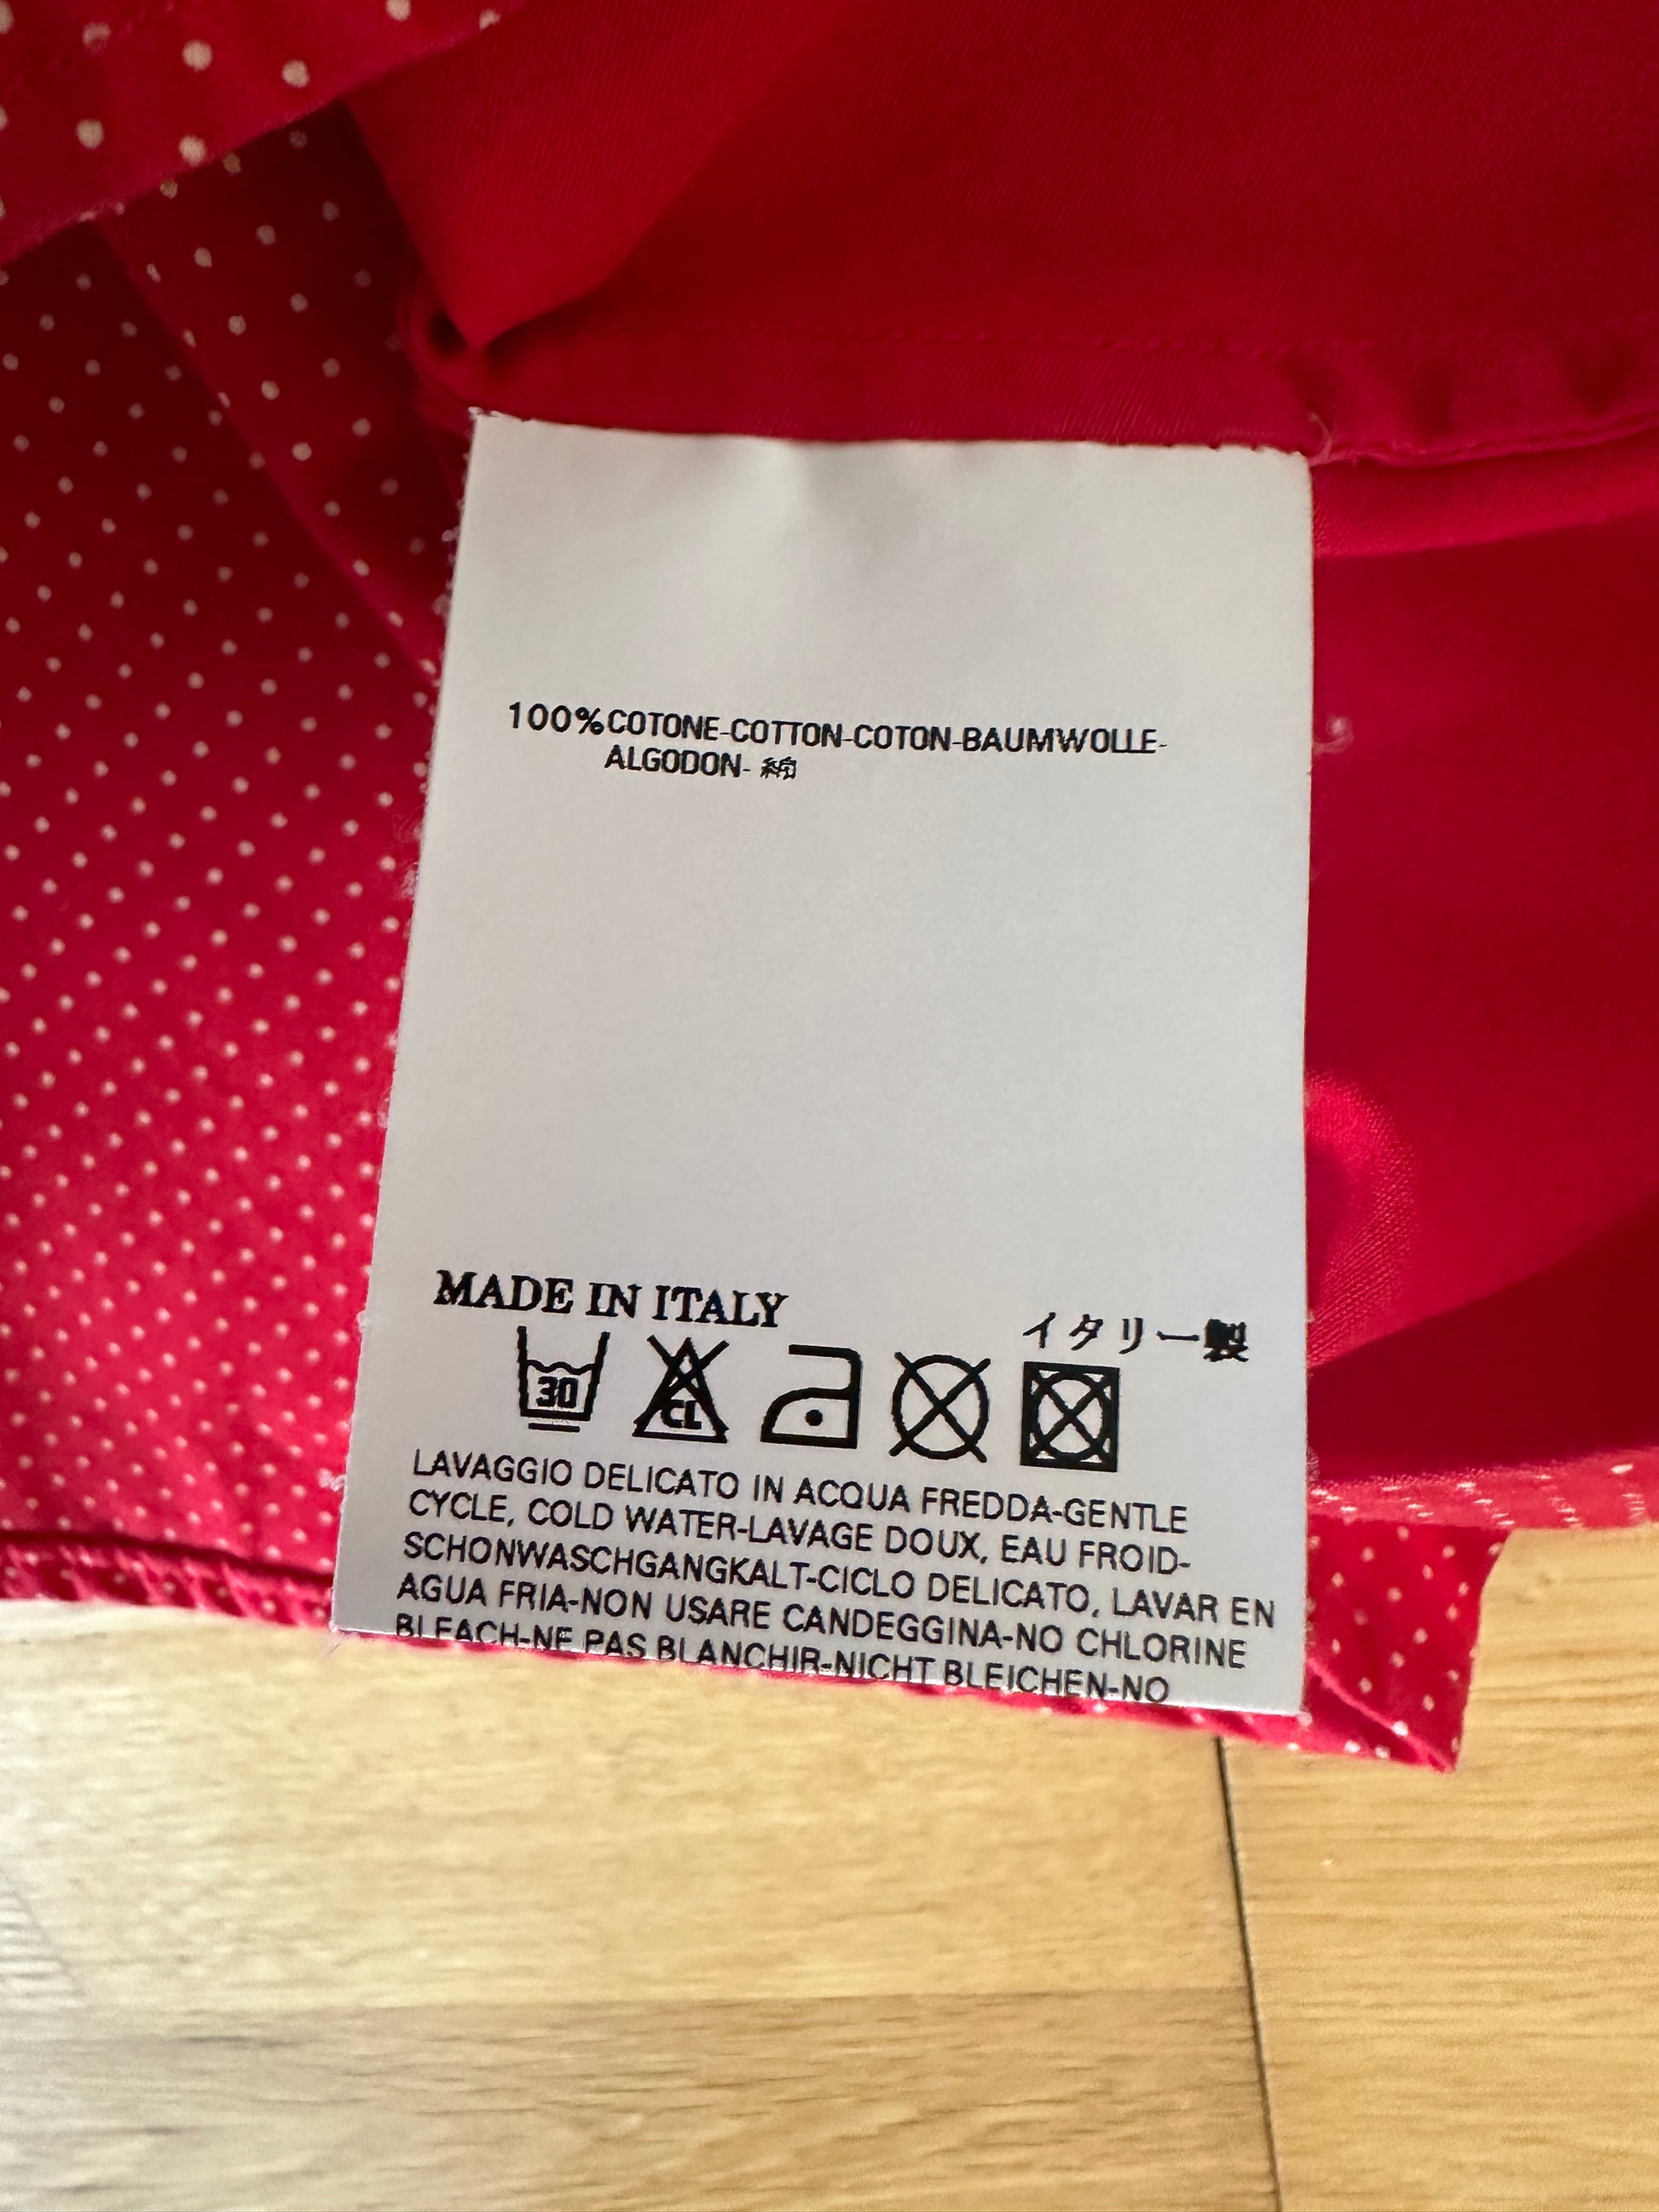 100%COTONE-COTTON-COTON-BAUMWOLLE-
ALGODON- 綿
MADE IN ITALY
イタリー製
30 CL
LAVAGGIO DELICATO IN ACQUA FREDDA-GENTLE
CYCLE, COLD WATER-LAVAGE DOUX, EAU FROID-
SCHONWASCHGANGKALT-CICLO DELICATO, LAVAR EN
AGUA FRIA-NON USARE CANDEGGINA-NO CHLORINE
BLEACH-NE PAS BLANCHIR-NICHT BLEICHEN-NO